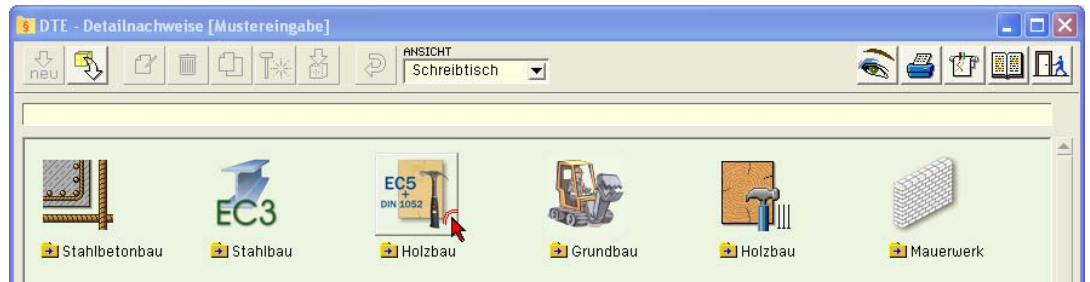 DTE - Detailnachweise [Mustereingabe]
neu
ANSICHT
Schreibtisch
EC3
EC5
+
DIN 1052
Stahlbetonbau
Stahlbau
Holzbau
Grundbau
Holzbau
Mauerwerk